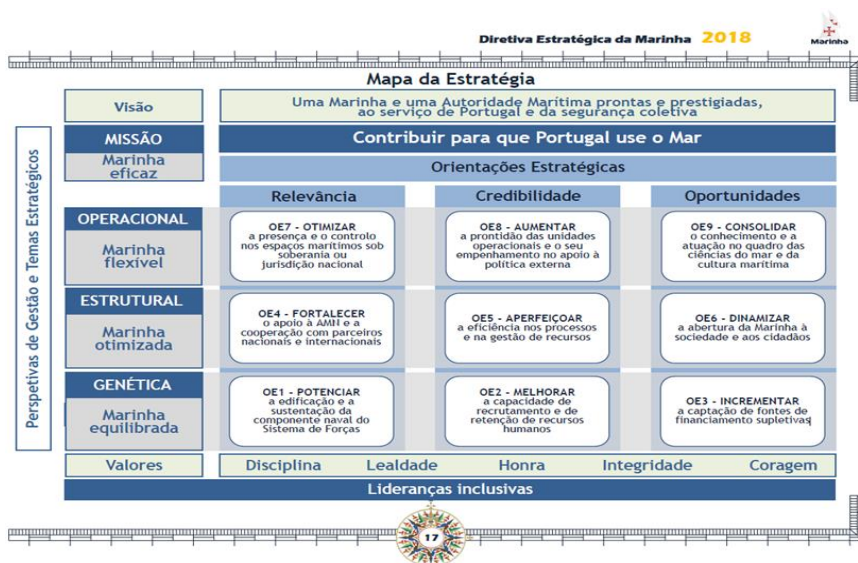 Diretiva Estratégica da Marinha 2018
Marinha
Mapa da Estratégia
Perspetivas de Gestão e Temas Estratégicos
Visão
Uma Marinha e uma Autoridade Marítima prontas e prestigiadas,
ao serviço de Portugal e da segurança coletiva
MISSÃO
Marinha
eficaz
Contribuir para que Portugal use o Mar
Orientações Estratégicas
Relevância
Credibilidade
Oportunidades
OPERACIONAL
Marinha
flexível
OE7 - OTIMIZAR
a presença e o controlo
nos espaços marítimos sob
soberania ou
jurisdição nacional
OE8 - AUMENTAR
a prontidão das unidades
operacionais e o seu
empenhamento no apoio à
política externa
OE9 - CONSOLIDAR
o conhecimento e a
atuação no quadro das
ciências do mar e da
cultura marítima
ESTRUTURAL
Marinha
otimizada
OE4 - FORTALECER
o apoio à AMN e a
cooperação com parceiros
nacionais e internacionais
OE5 - APERFEIÇOAR
a eficiência nos processos
e na gestão de recursos
OE6 - DINAMIZAR
a abertura da Marinha à
sociedade e aos cidadãos
GENÉTICA
Marinha
equilibrada
OE1 - POTENCIAR
a edificação e a
sustentação da
componente naval do
Sistema de Forças
OE2 - MELHORAR
a capacidade de
recrutamento e de
retenção de recursos
humanos
OE3 - INCREMENTAR
a captação de fontes de
financiamento supletivas
Valores
Disciplina Lealdade Honra Integridade Coragem
Lideranças inclusivas
17